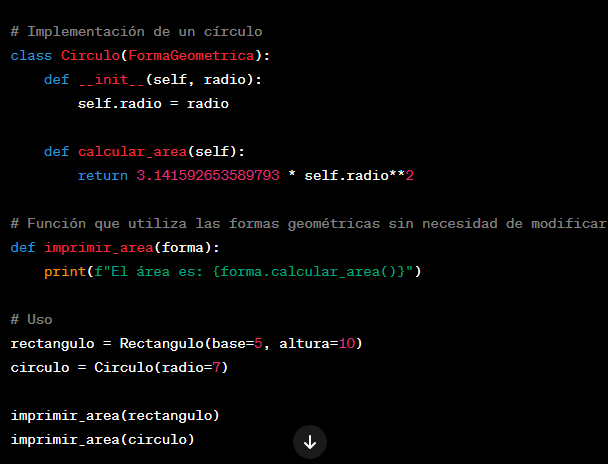 # Implementación de un círculo
class Circulo(FormaGeometrica):
    def __init__(self, radio):
        self.radio = radio
    def calcular_area(self):
        return 3.141592653589793 * self.radio**2
# Función que utiliza las formas geométricas sin necesidad de modificar
def imprimir_area(forma):
    print(f"El área es: {forma.calcular_area()}")
# Uso
rectangulo = Rectangulo(base=5, altura=10)
circulo = Circulo(radio=7)
imprimir_area(rectangulo)
imprimir_area(circulo)